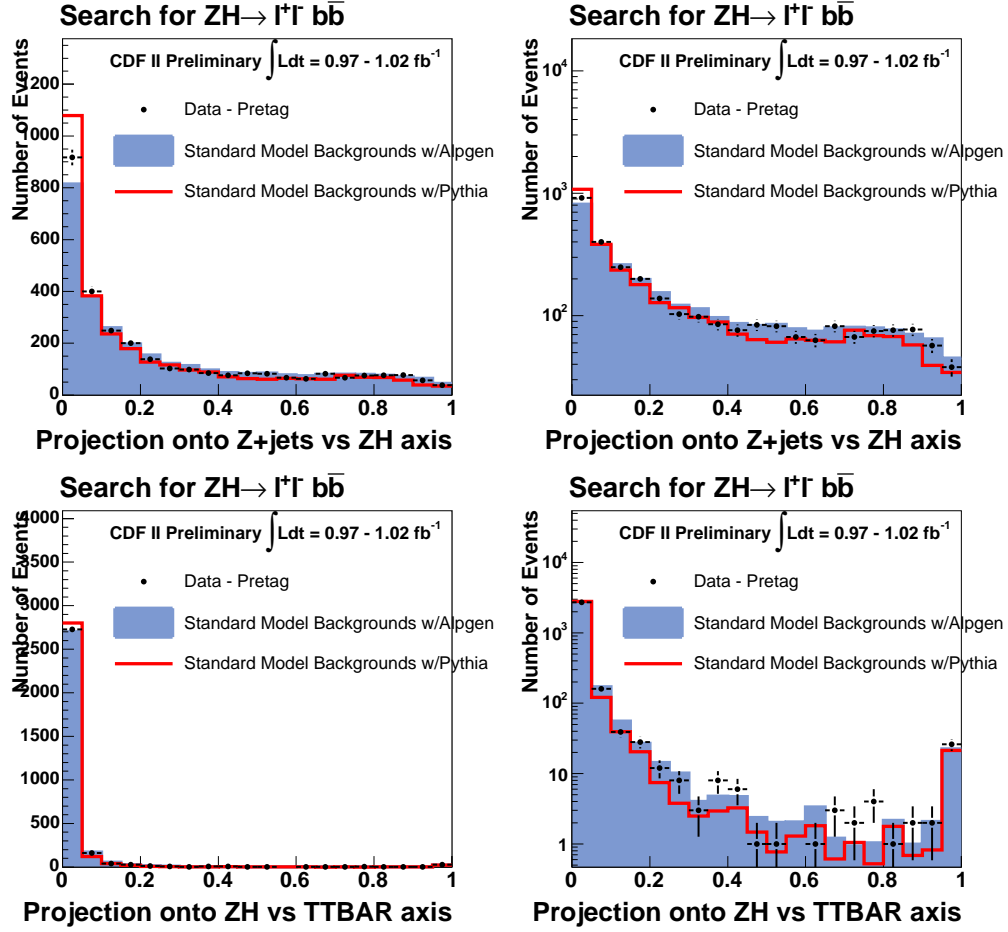 Search for ZH→ l⁺l⁻ bb̅
Number of Events
CDF II Preliminary ∫Ldt = 0.97 - 1.02 fb⁻¹
Data - Pretag
Standard Model Backgrounds w/Alpgen
Standard Model Backgrounds w/Pythia
1200
1000
800
600
400
200
0
0 0.2 0.4 0.6 0.8 1
Projection onto Z+jets vs ZH axis
Search for ZH→ l⁺l⁻ bb̅
Number of Events
CDF II Preliminary ∫Ldt = 0.97 - 1.02 fb⁻¹
Data - Pretag
Standard Model Backgrounds w/Alpgen
Standard Model Backgrounds w/Pythia
10⁴
10³
10²
0 0.2 0.4 0.6 0.8 1
Projection onto Z+jets vs ZH axis
Search for ZH→ l⁺l⁻ bb̅
Number of Events
CDF II Preliminary ∫Ldt = 0.97 - 1.02 fb⁻¹
Data - Pretag
Standard Model Backgrounds w/Alpgen
Standard Model Backgrounds w/Pythia
4000
3500
3000
2500
2000
1500
1000
500
0
0 0.2 0.4 0.6 0.8 1
Projection onto ZH vs TTBAR axis
Search for ZH→ l⁺l⁻ bb̅
Number of Events
CDF II Preliminary ∫Ldt = 0.97 - 1.02 fb⁻¹
Data - Pretag
Standard Model Backgrounds w/Alpgen
Standard Model Backgrounds w/Pythia
10⁴
10³
10²
10
1
0 0.2 0.4 0.6 0.8 1
Projection onto ZH vs TTBAR axis